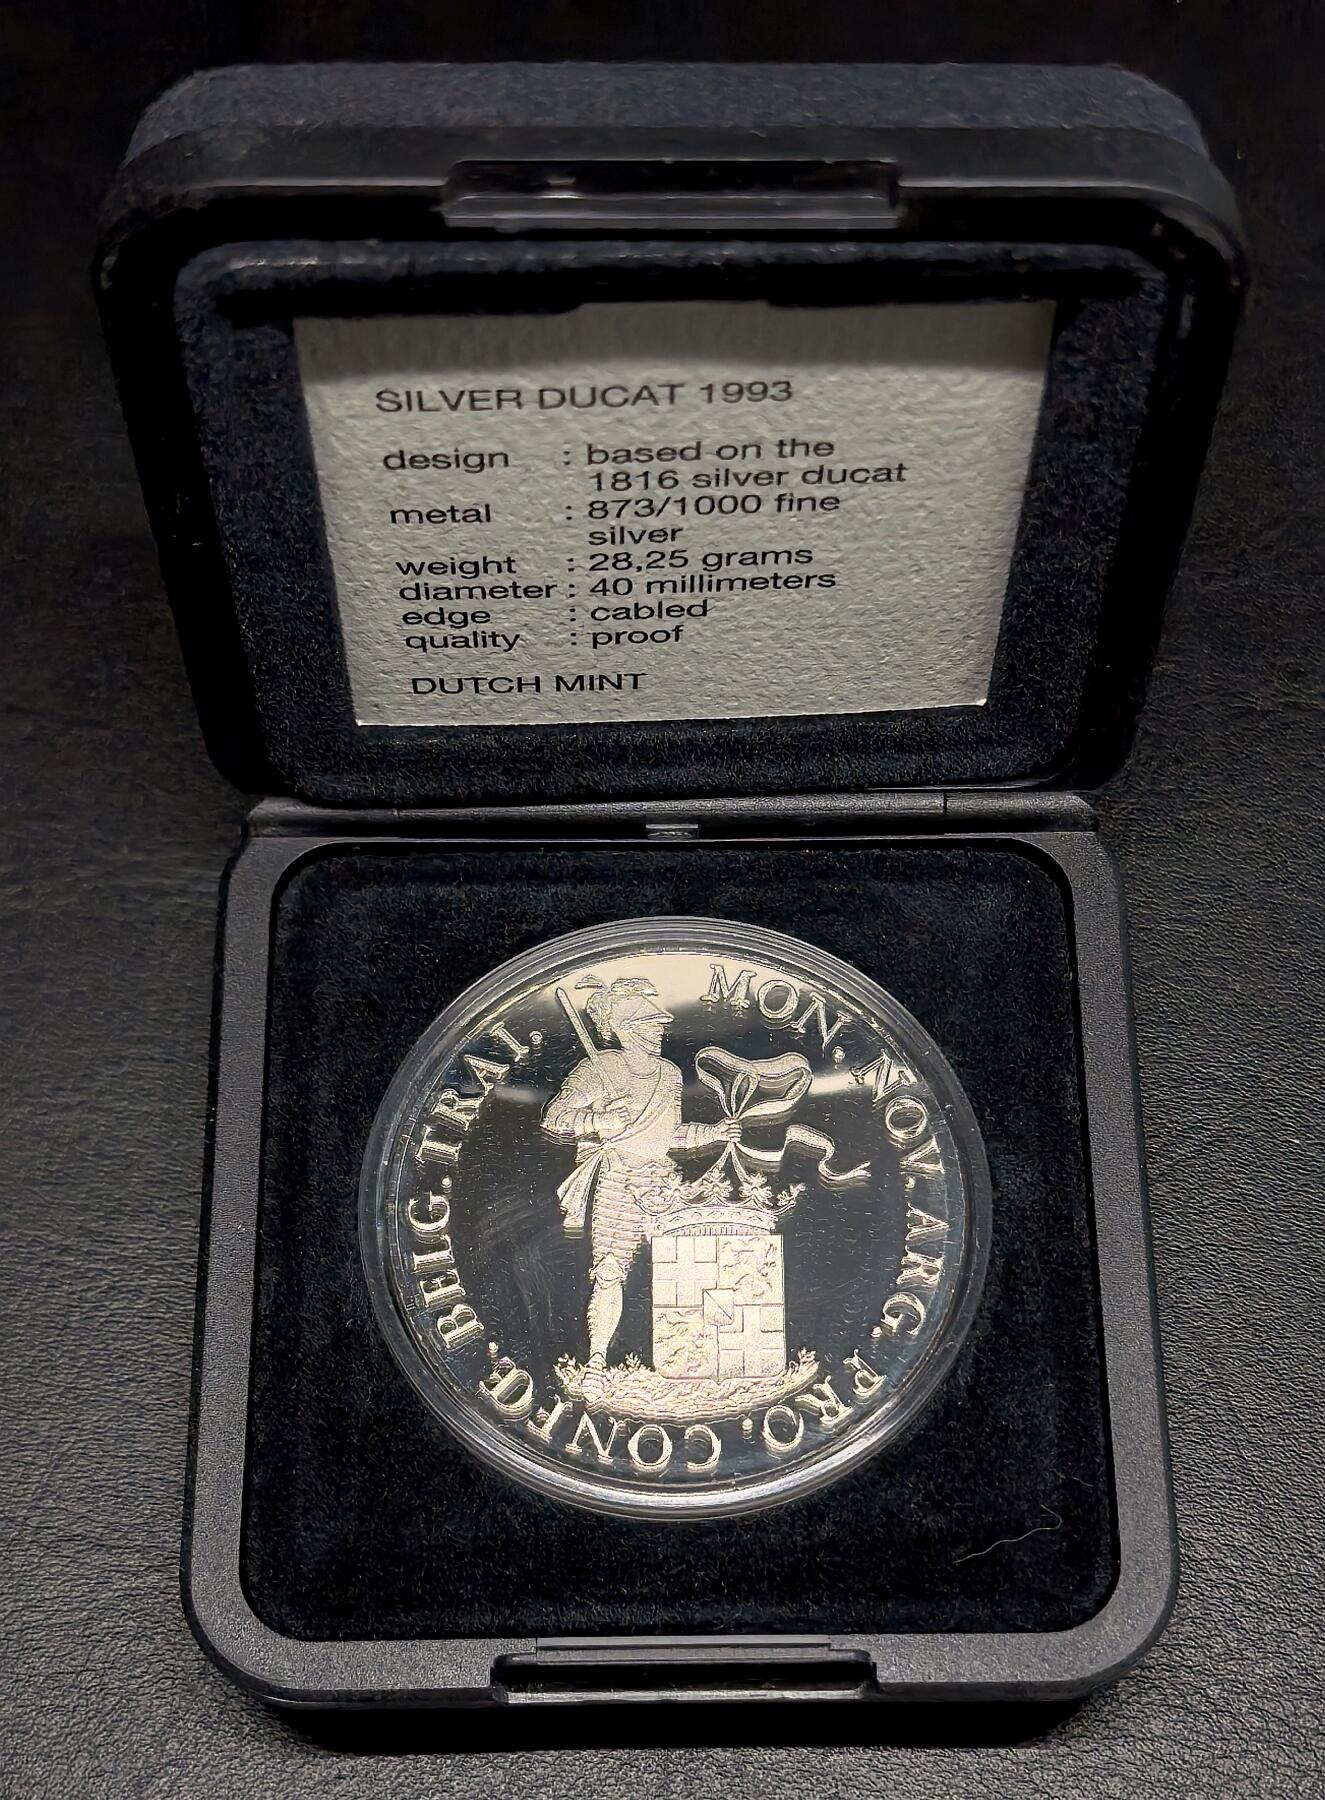 SILVER DUCAT 1993
design : based on the
1816 silver ducat
metal : 873/1000 fine
silver
weight : 28,25 grams
diameter : 40 millimeters
edge : cabled
quality : proof
DUTCH MINT
MON. NOV. ARG. PRO. CONFŒ. BELG. TRAI.